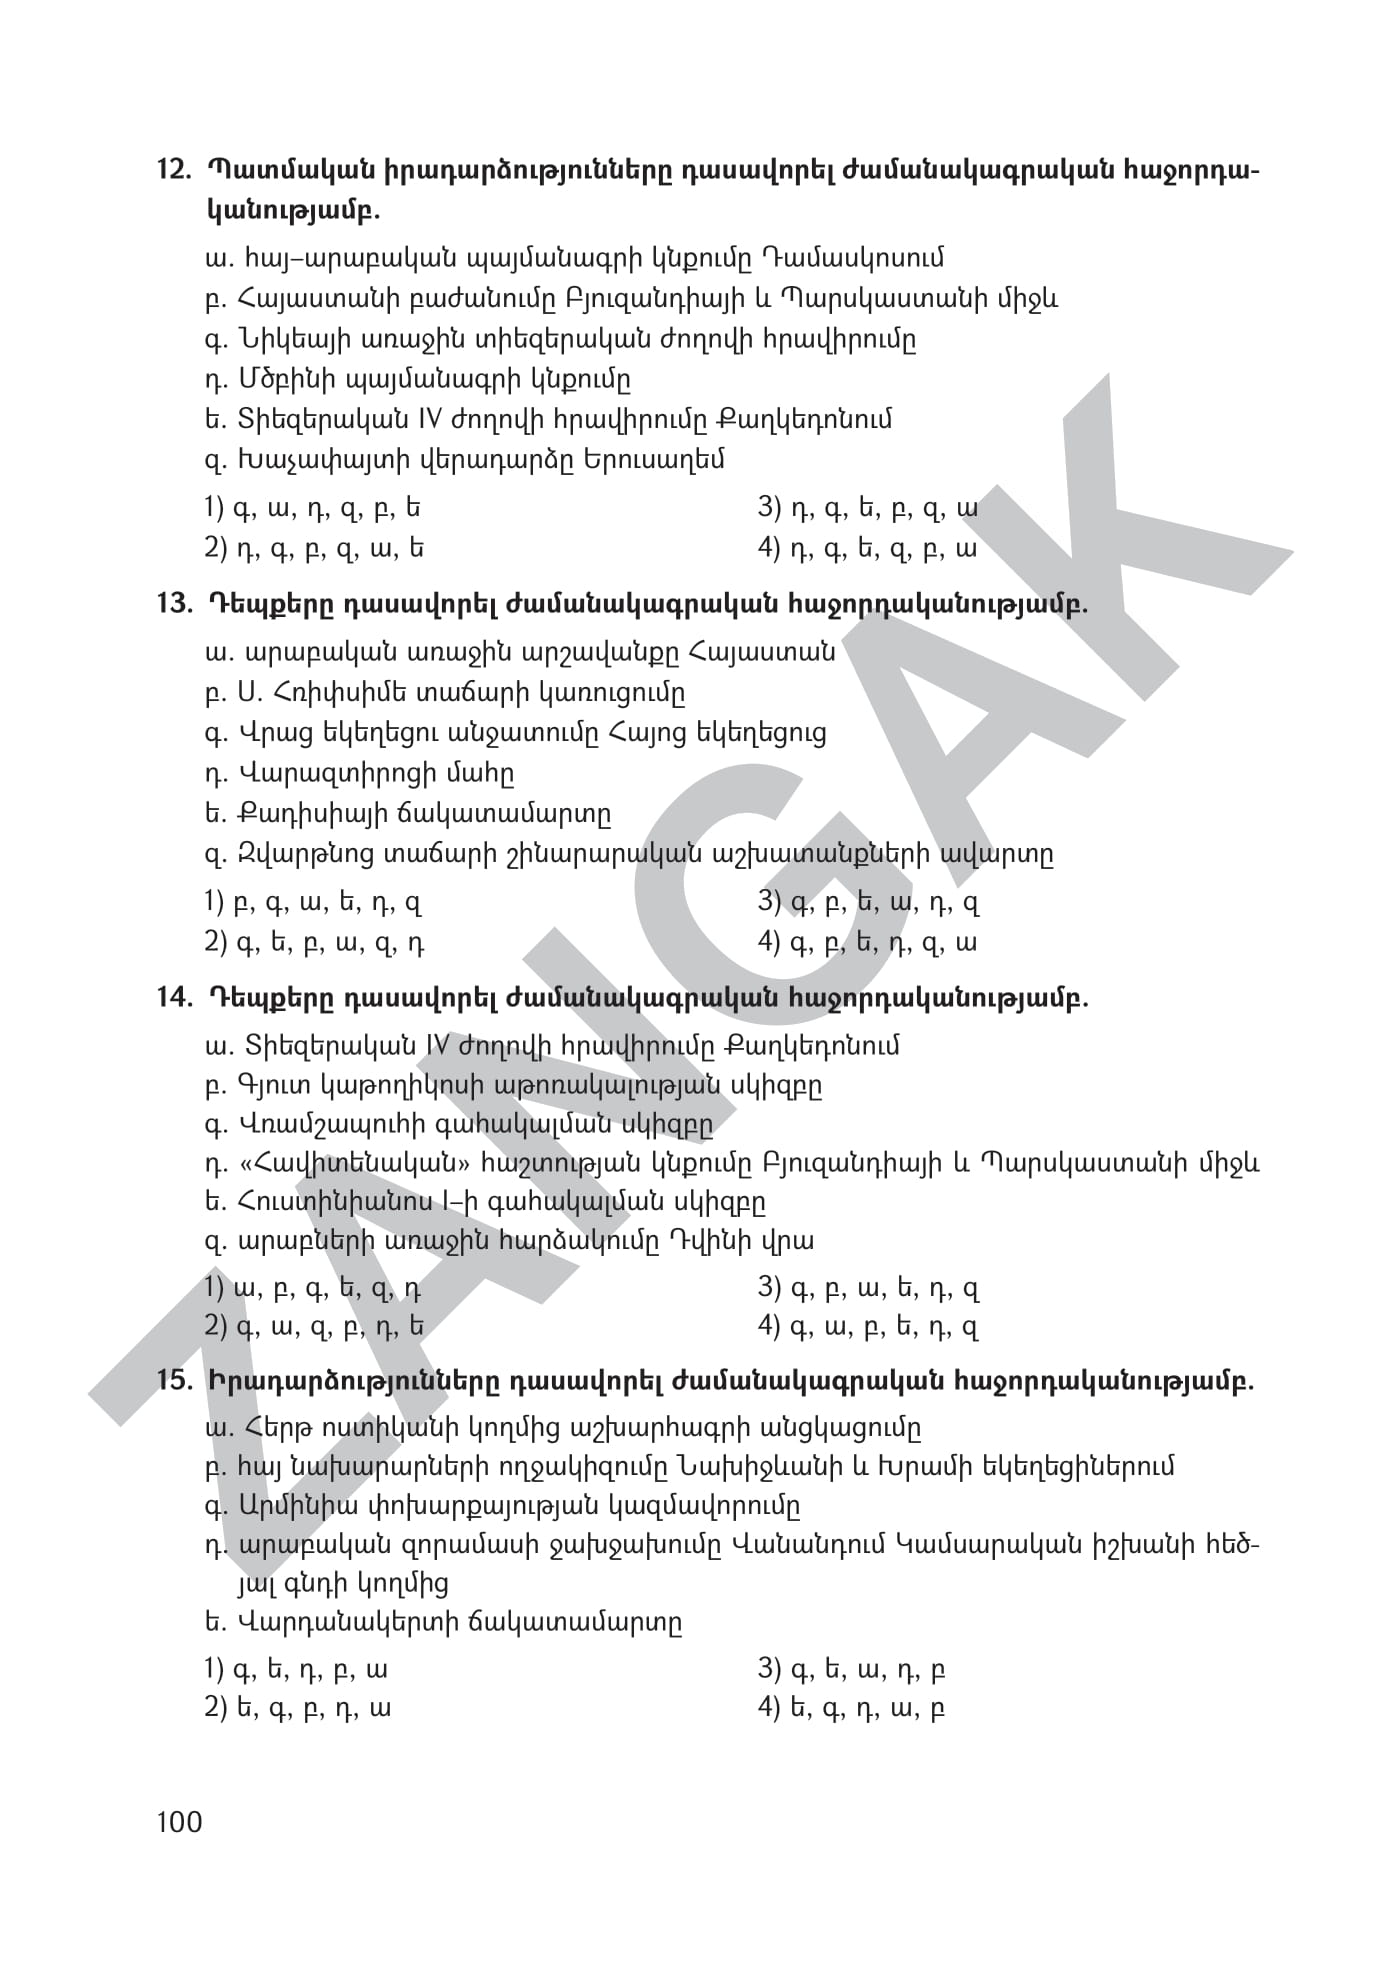 12. Պատմական իրադարձությունները դասավորել ժամանակագրական հաջորդա-
կանությամբ.
ա. հայ–արաբական պայմանագրի կնքումը Դամասկոսում
բ. Հայաստանի բաժանումը Բյուզանդիայի և Պարսկաստանի միջև
գ. Նիկեայի առաջին տիեզերական ժողովի հրավիրումը
դ. Մծբինի պայմանագրի կնքումը
ե. Տիեզերական IV ժողովի հրավիրումը Քաղկեդոնում
զ. Խաչափայտի վերադարձը Երուսաղեմ
1) գ, ա, դ, զ, բ, ե
3) դ, գ, ե, բ, զ, ա
2) դ, գ, բ, զ, ա, ե
4) դ, գ, ե, զ, բ, ա
13. Դեպքերը դասավորել ժամանակագրական հաջորդականությամբ.
ա. արաբական առաջին արշավանքը Հայաստան
բ. Ս. Հռիփսիմե տաճարի կառուցումը
գ. Վրաց եկեղեցու անջատումը Հայոց եկեղեցուց
դ. Վարազտիրոցի մահը
ե. Քադիսիայի ճակատամարտը
զ. Զվարթնոց տաճարի շինարարական աշխատանքների ավարտը
1) բ, գ, ա, ե, դ, զ
3) գ, բ, ե, ա, դ, զ
2) գ, ե, բ, ա, զ, դ
4) գ, բ, ե, դ, զ, ա
14. Դեպքերը դասավորել ժամանակագրական հաջորդականությամբ.
ա. Տիեզերական IV ժողովի հրավիրումը Քաղկեդոնում
բ. Գյուտ կաթողիկոսի աթոռակալության սկիզբը
գ. Վռամշապուհի գահակալման սկիզբը
դ. «Հավիտենական» հաշտության կնքումը Բյուզանդիայի և Պարսկաստանի միջև
ե. Հուստինիանոս I–ի գահակալման սկիզբը
զ. արաբների առաջին հարձակումը Դվինի վրա
1) ա, բ, գ, ե, զ, դ
3) գ, բ, ա, ե, դ, զ
2) գ, ա, զ, բ, դ, ե
4) գ, ա, բ, ե, դ, զ
15. Իրադարձությունները դասավորել ժամանակագրական հաջորդականությամբ.
ա. Հերթ ոստիկանի կողմից աշխարհագրի անցկացումը
բ. հայ նախարարների ողջակիզումը Նախիջևանի և Խրամի եկեղեցիներում
գ. Արմինիա փոխարքայության կազմավորումը
դ. արաբական զորամասի ջախջախումը Վանանդում Կամսարական իշխանի հեծ-
յալ գնդի կողմից
ե. Վարդանակերտի ճակատամարտը
1) գ, ե, դ, բ, ա
3) գ, ե, ա, դ, բ
2) ե, գ, բ, դ, ա
4) ե, գ, դ, ա, բ
100
ZANGAK